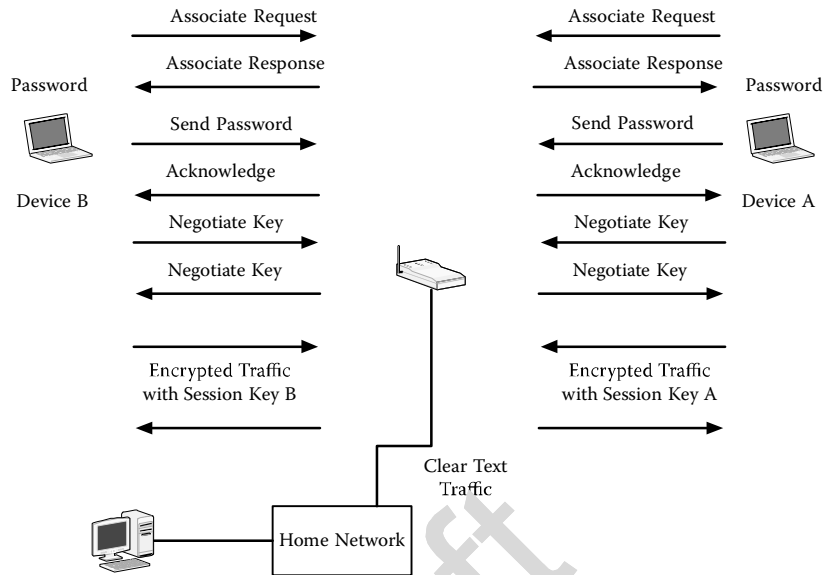 Associate Request
Associate Request
Associate Response
Associate Response
Password
Password
Send Password
Send Password
Acknowledge
Acknowledge
Device B
Device A
Negotiate Key
Negotiate Key
Negotiate Key
Negotiate Key
Encrypted Traffic
with Session Key B
Encrypted Traffic
with Session Key A
Clear Text
Traffic
Home Network
ft